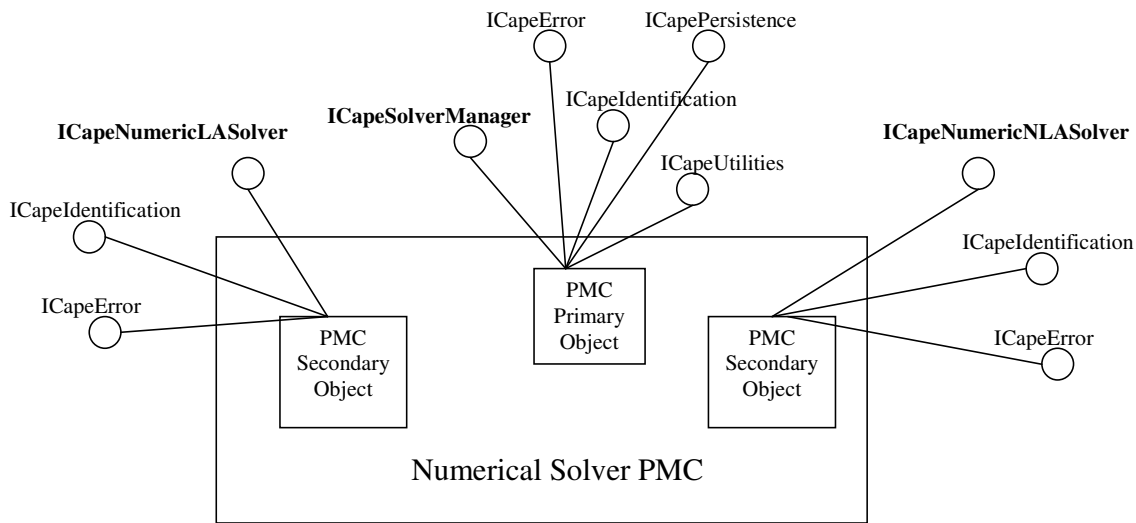 ICapeError
ICapePersistence
ICapeIdentification
ICapeSolverManager
ICapeNumericLASolver
ICapeNumericNLASolver
ICapeUtilities
ICapeIdentification
ICapeIdentification
ICapeError
ICapeError
PMC
Primary
Object
PMC
Secondary
Object
PMC
Secondary
Object
Numerical Solver PMC